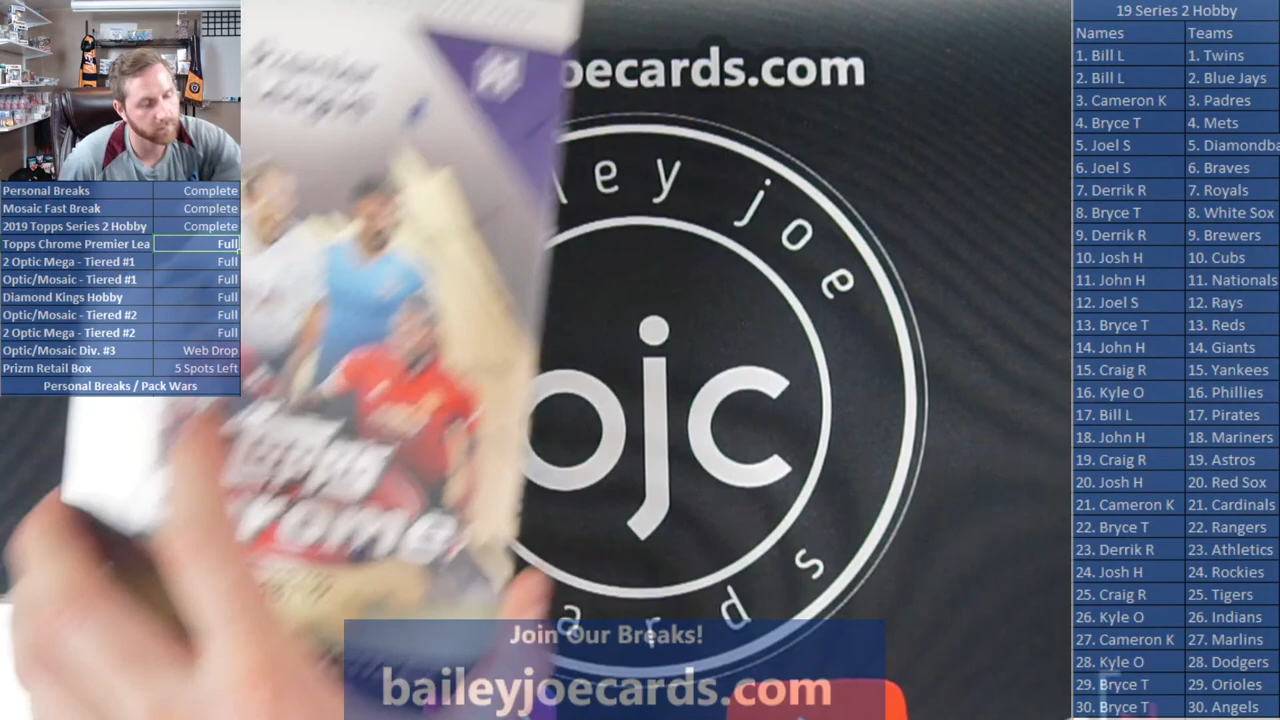 Personal Breaks Complete
Mosaic Fast Break Complete
2019 Topps Series 2 Hobby Complete
Topps Chrome Premier Lea Full
2 Optic Mega - Tiered #1 Full
Optic/Mosaic - Tiered #1 Full
Diamond Kings Hobby Full
Optic/Mosaic - Tiered #2 Full
2 Optic Mega - Tiered #2 Full
Optic/Mosaic Div. #3 Web Drop
Prizm Retail Box 5 Spots Left
Personal Breaks / Pack Wars
Premier League
Topps
oecards.com
ley joe
ojc
ards
Join Our Breaks!
baileyjoecards.com
19 Series 2 Hobby
Names Teams
1. Bill L 1. Twins
2. Bill L 2. Blue Jays
3. Cameron K 3. Padres
4. Bryce T 4. Mets
5. Joel S 5. Diamondba
6. Joel S 6. Braves
7. Derrik R 7. Royals
8. Bryce T 8. White Sox
9. Derrik R 9. Brewers
10. Josh H 10. Cubs
11. John H 11. Nationals
12. Joel S 12. Rays
13. Bryce T 13. Reds
14. John H 14. Giants
15. Craig R 15. Yankees
16. Kyle O 16. Phillies
17. Bill L 17. Pirates
18. John H 18. Mariners
19. Craig R 19. Astros
20. Josh H 20. Red Sox
21. Cameron K 21. Cardinals
22. Bryce T 22. Rangers
23. Derrik R 23. Athletics
24. Josh H 24. Rockies
25. Craig R 25. Tigers
26. Kyle O 26. Indians
27. Cameron K 27. Marlins
28. Kyle O 28. Dodgers
29. Bryce T 29. Orioles
30. Bryce T 30. Angels